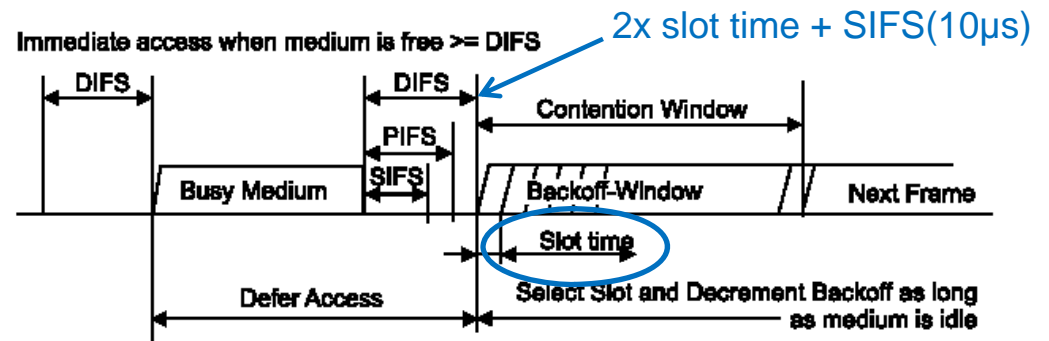 2x slot time + SIFS(10μs)
Immediate access when medium is free >= DIFS
DIFS
DIFS
Contention Window
PIFS
SIFS
Busy Medium
Backoff-Window
Next Frame
Slot time
Defer Access
Select Slot and Decrement Backoff as long
as medium is idle